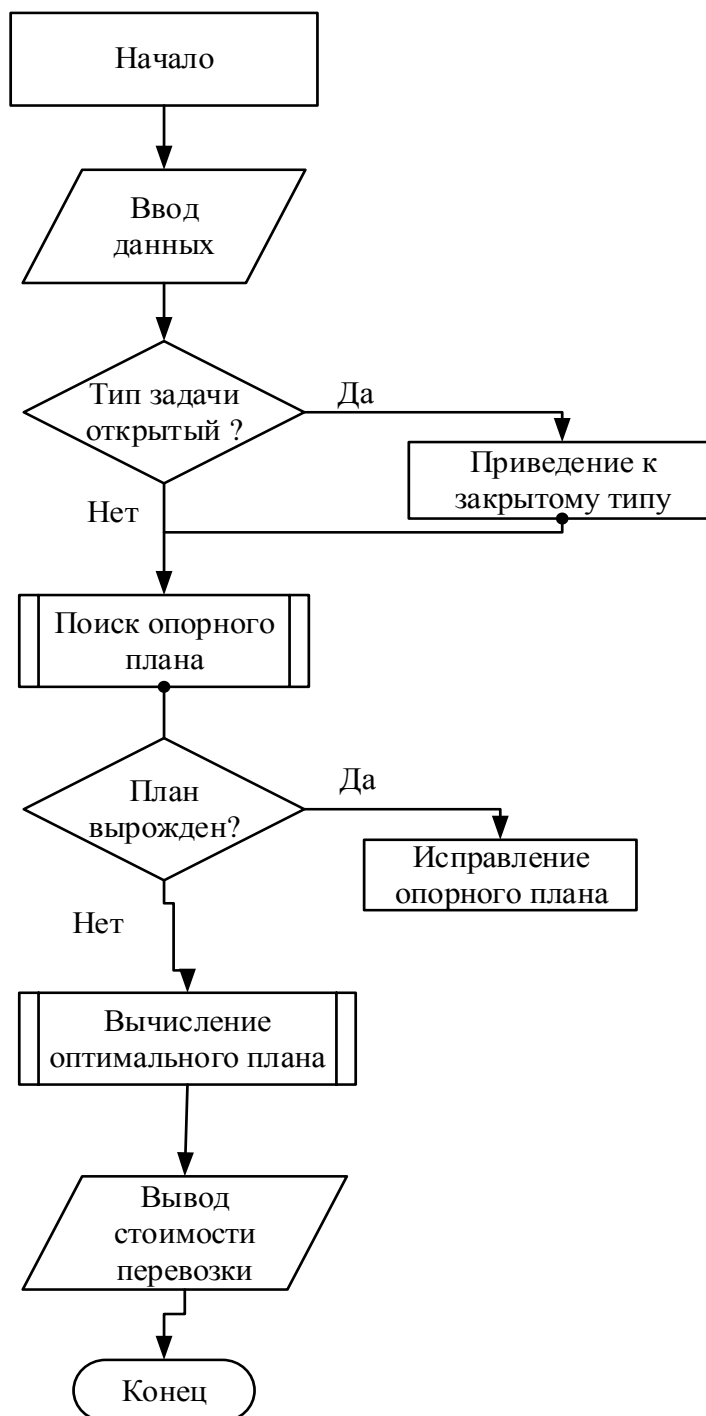 Начало
Ввод
данных
Тип задачи
открытый ?
Да
Приведение к
закрытому типу
Нет
Поиск опорного
плана
План
вырожден?
Да
Исправление
опорного плана
Нет
Вычисление
оптимального плана
Вывод
стоимости
перевозки
Конец